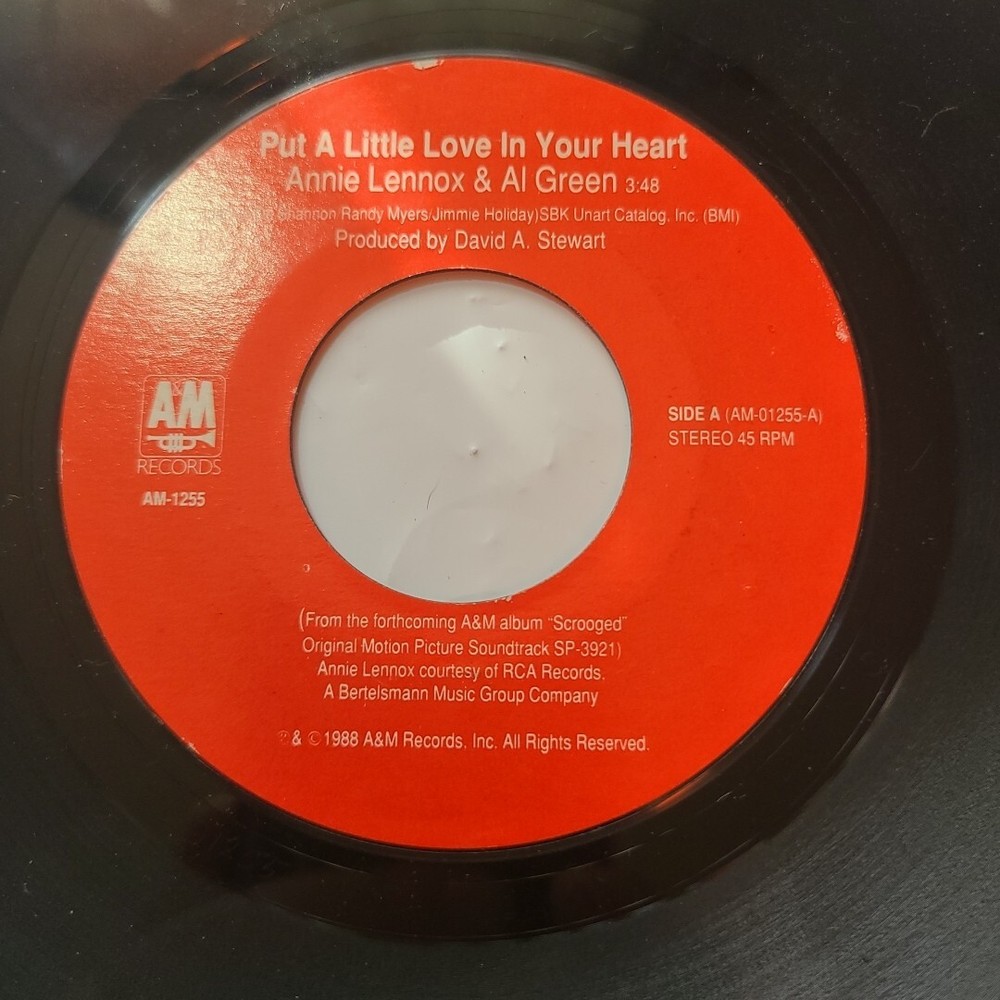 Put A Little Love In Your Heart
Annie Lennox & Al Green 3:48
Shannon Randy Myers/Jimmie Holiday)SBK Unart Catalog, Inc. (BMI)
Produced by David A. Stewart
A&M
RECORDS
AM-1255
SIDE A (AM-01255-A)
STEREO 45 RPM
(From the forthcoming A&M album "Scrooged"
Original Motion Picture Soundtrack SP-3921)
Annie Lennox courtesy of RCA Records,
A Bertelsmann Music Group Company
℗ & © 1988 A&M Records, Inc. All Rights Reserved.